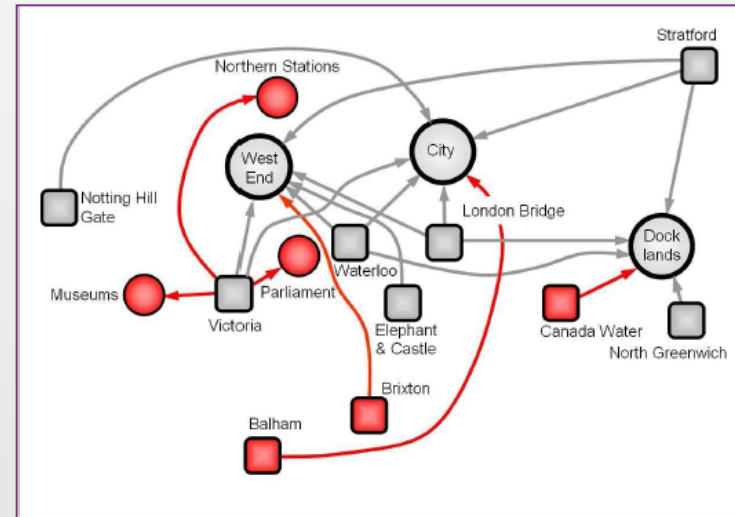 Stratford
Northern Stations
West
End
City
Notting Hill
Gate
London Bridge
Dock
lands
Waterloo
Museums
Parliament
Victoria
Elephant
& Castle
Canada Water
North Greenwich
Brixton
Balham